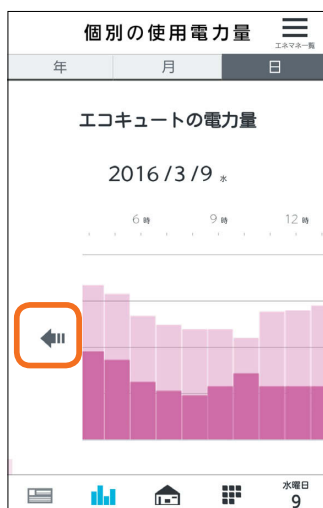 個別の使用電力量
エネマネ一覧
年 月 日
エコキュートの電力量
2016/3/9 水
6時 9時 12時
水曜日
9